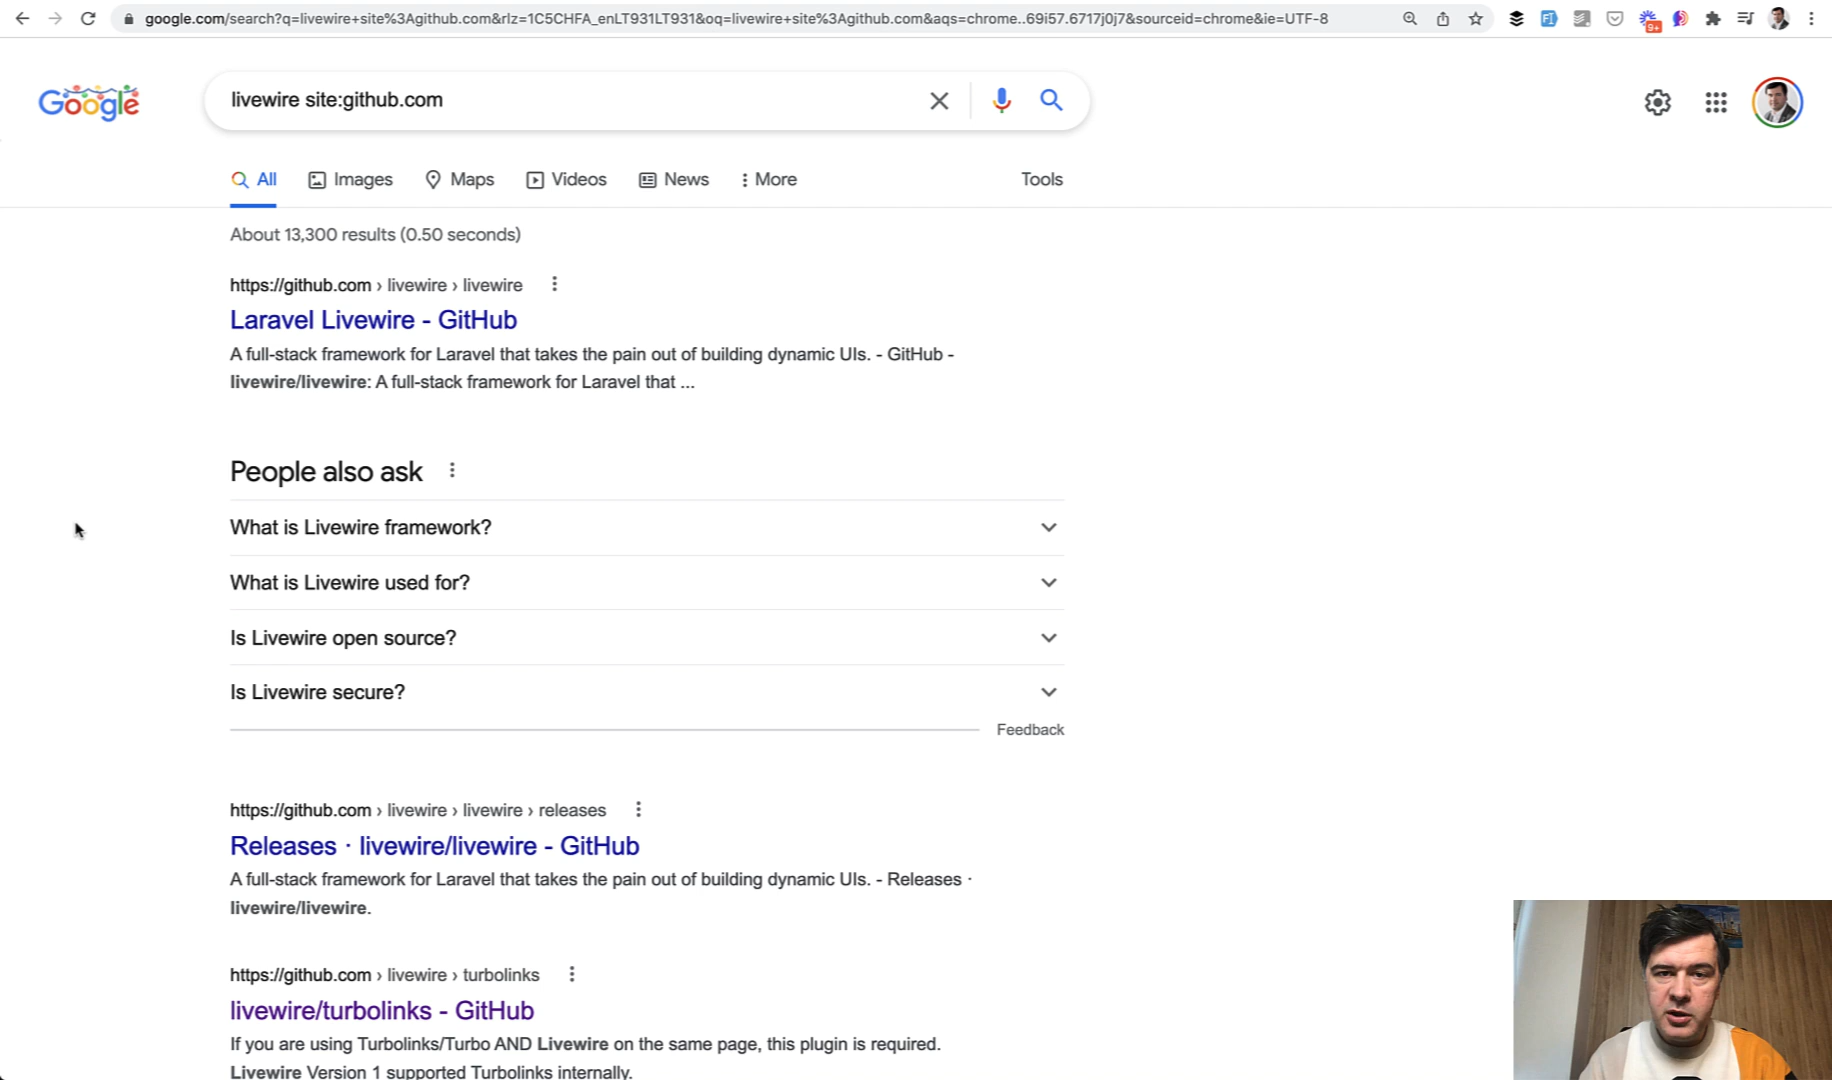 google.com/search?q=livewire+site%3Agithub.com&rlz=1C5CHFA_enLT931LT931&oq=livewire+site%3Agithub.com&aqs=chrome..69i57.6717j0j7&sourceid=chrome&ie=UTF-8
9+
Google
livewire site:github.com
All
Images
Maps
Videos
News
More
Tools
About 13,300 results (0.50 seconds)
https://github.com › livewire › livewire
Laravel Livewire - GitHub
A full-stack framework for Laravel that takes the pain out of building dynamic UIs. - GitHub -
livewire/livewire: A full-stack framework for Laravel that ...
People also ask
What is Livewire framework?
What is Livewire used for?
Is Livewire open source?
Is Livewire secure?
Feedback
https://github.com › livewire › livewire › releases
Releases · livewire/livewire - GitHub
A full-stack framework for Laravel that takes the pain out of building dynamic UIs. - Releases ·
livewire/livewire.
https://github.com › livewire › turbolinks
livewire/turbolinks - GitHub
If you are using Turbolinks/Turbo AND Livewire on the same page, this plugin is required.
Livewire Version 1 supported Turbolinks internally.